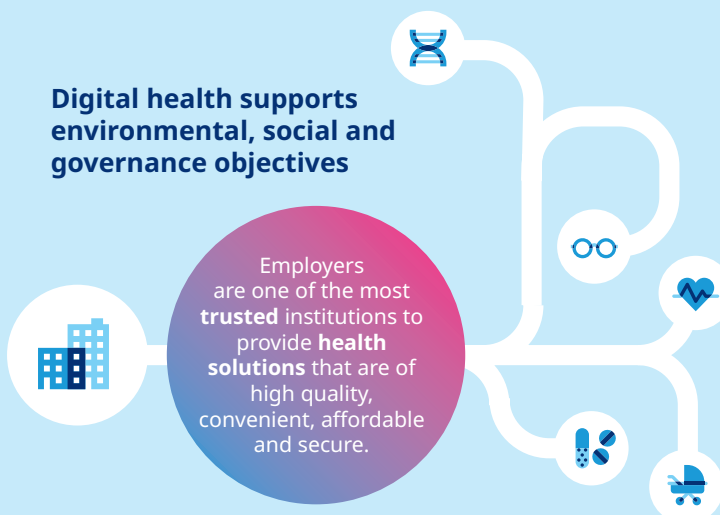 Digital health supports
environmental, social and
governance objectives
Employers
are one of the most
trusted institutions to
provide health
solutions that are of
high quality,
convenient, affordable
and secure.